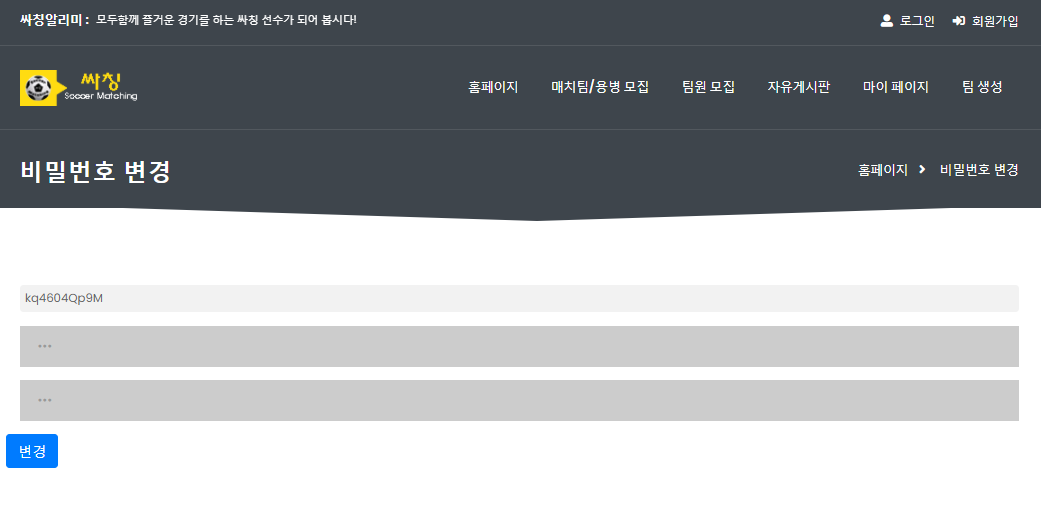 싸칭알리미 : 모두함께 즐거운 경기를 하는 싸칭 선수가 되어 봅시다!
로그인 회원가입
싸칭
Soccer Matching
홈페이지 매치팀/용병 모집 팀원 모집 자유게시판 마이 페이지 팀 생성
비밀번호 변경
홈페이지 > 비밀번호 변경
kq4604Qp9M
•••
•••
변경